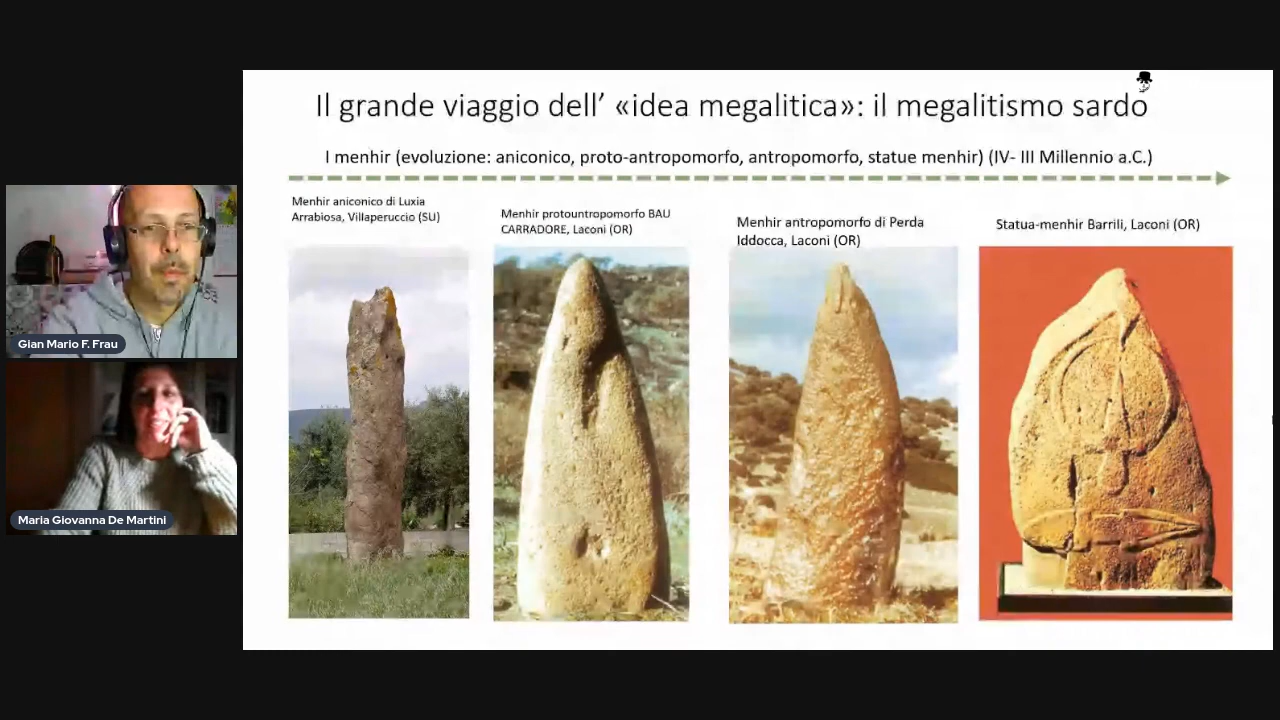 Il grande viaggio dell’ «idea megalitica»: il megalitismo sardo
I menhir (evoluzione: aniconico, proto-antropomorfo, antropomorfo, statue menhir) (IV- III Millennio a.C.)
Menhir aniconico di Luxia
Arrabiosa, Villaperuccio (SU)
Menhir protountropomorfo BAU
CARRADORE, Laconi (OR)
Menhir antropomorfo di Perda
Iddocca, Laconi (OR)
Statua-menhir Barrili, Laconi (OR)
Gian Mario F. Frau
Maria Giovanna De Martini